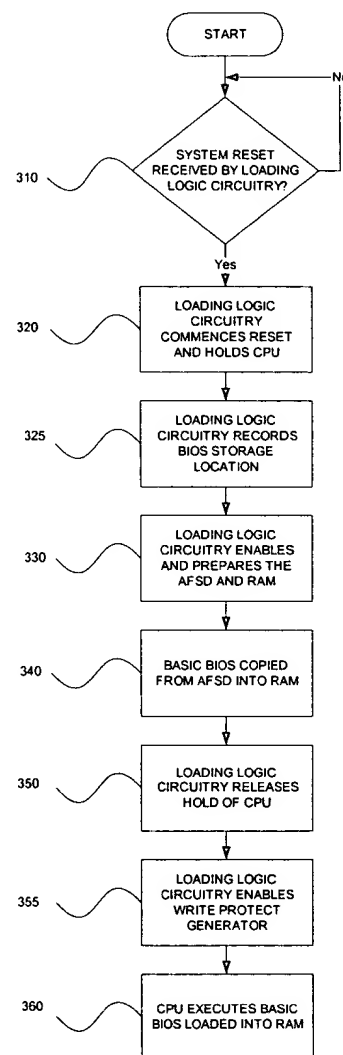 START
No
310
SYSTEM RESET
RECEIVED BY LOADING
LOGIC CIRCUITRY?
Yes
320
LOADING LOGIC
CIRCUITRY
COMMENCES RESET
AND HOLDS CPU
325
LOADING LOGIC
CIRCUITRY RECORDS
BIOS STORAGE
LOCATION
330
LOADING LOGIC
CIRCUITRY ENABLES
AND PREPARES THE
AFSD AND RAM
340
BASIC BIOS COPIED
FROM AFSD INTO RAM
350
LOADING LOGIC
CIRCUITRY RELEASES
HOLD OF CPU
355
LOADING LOGIC
CIRCUITRY ENABLES
WRITE PROTECT
GENERATOR
360
CPU EXECUTES BASIC
BIOS LOADED INTO RAM